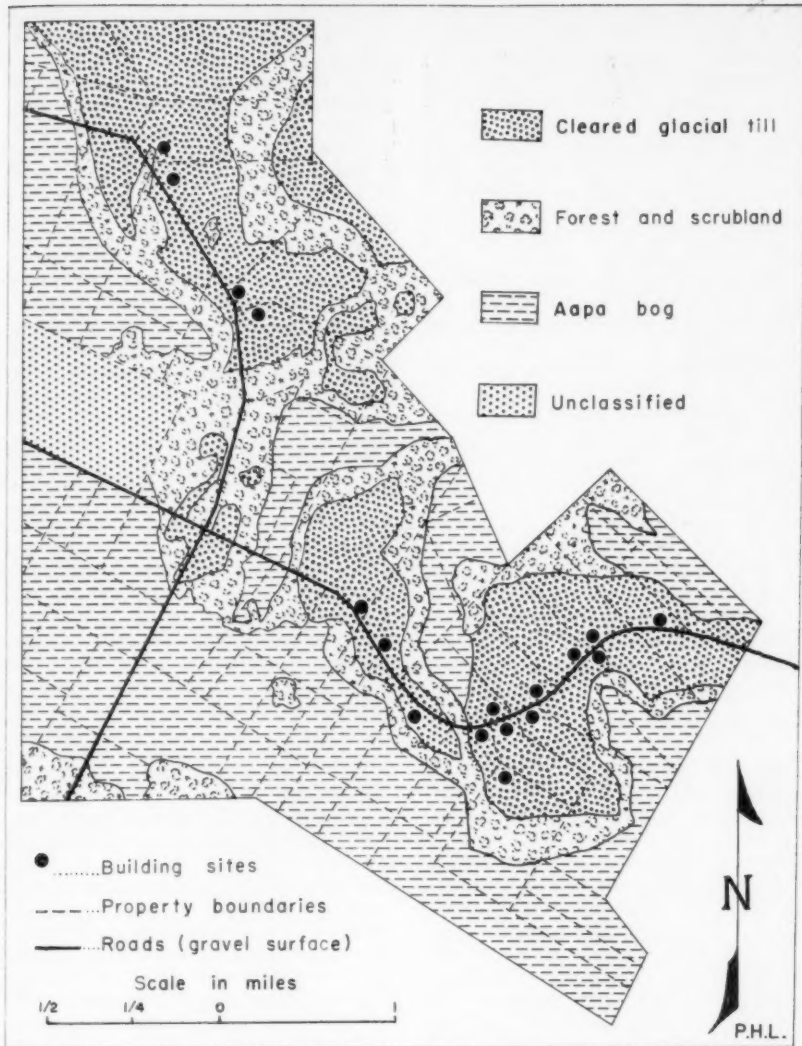 Cleared glacial till
Forest and scrubland
Aapa bog
Unclassified
Building sites
Property boundaries
Roads (gravel surface)
Scale in miles
1/2 1/4 0 1
N
P.H.L.